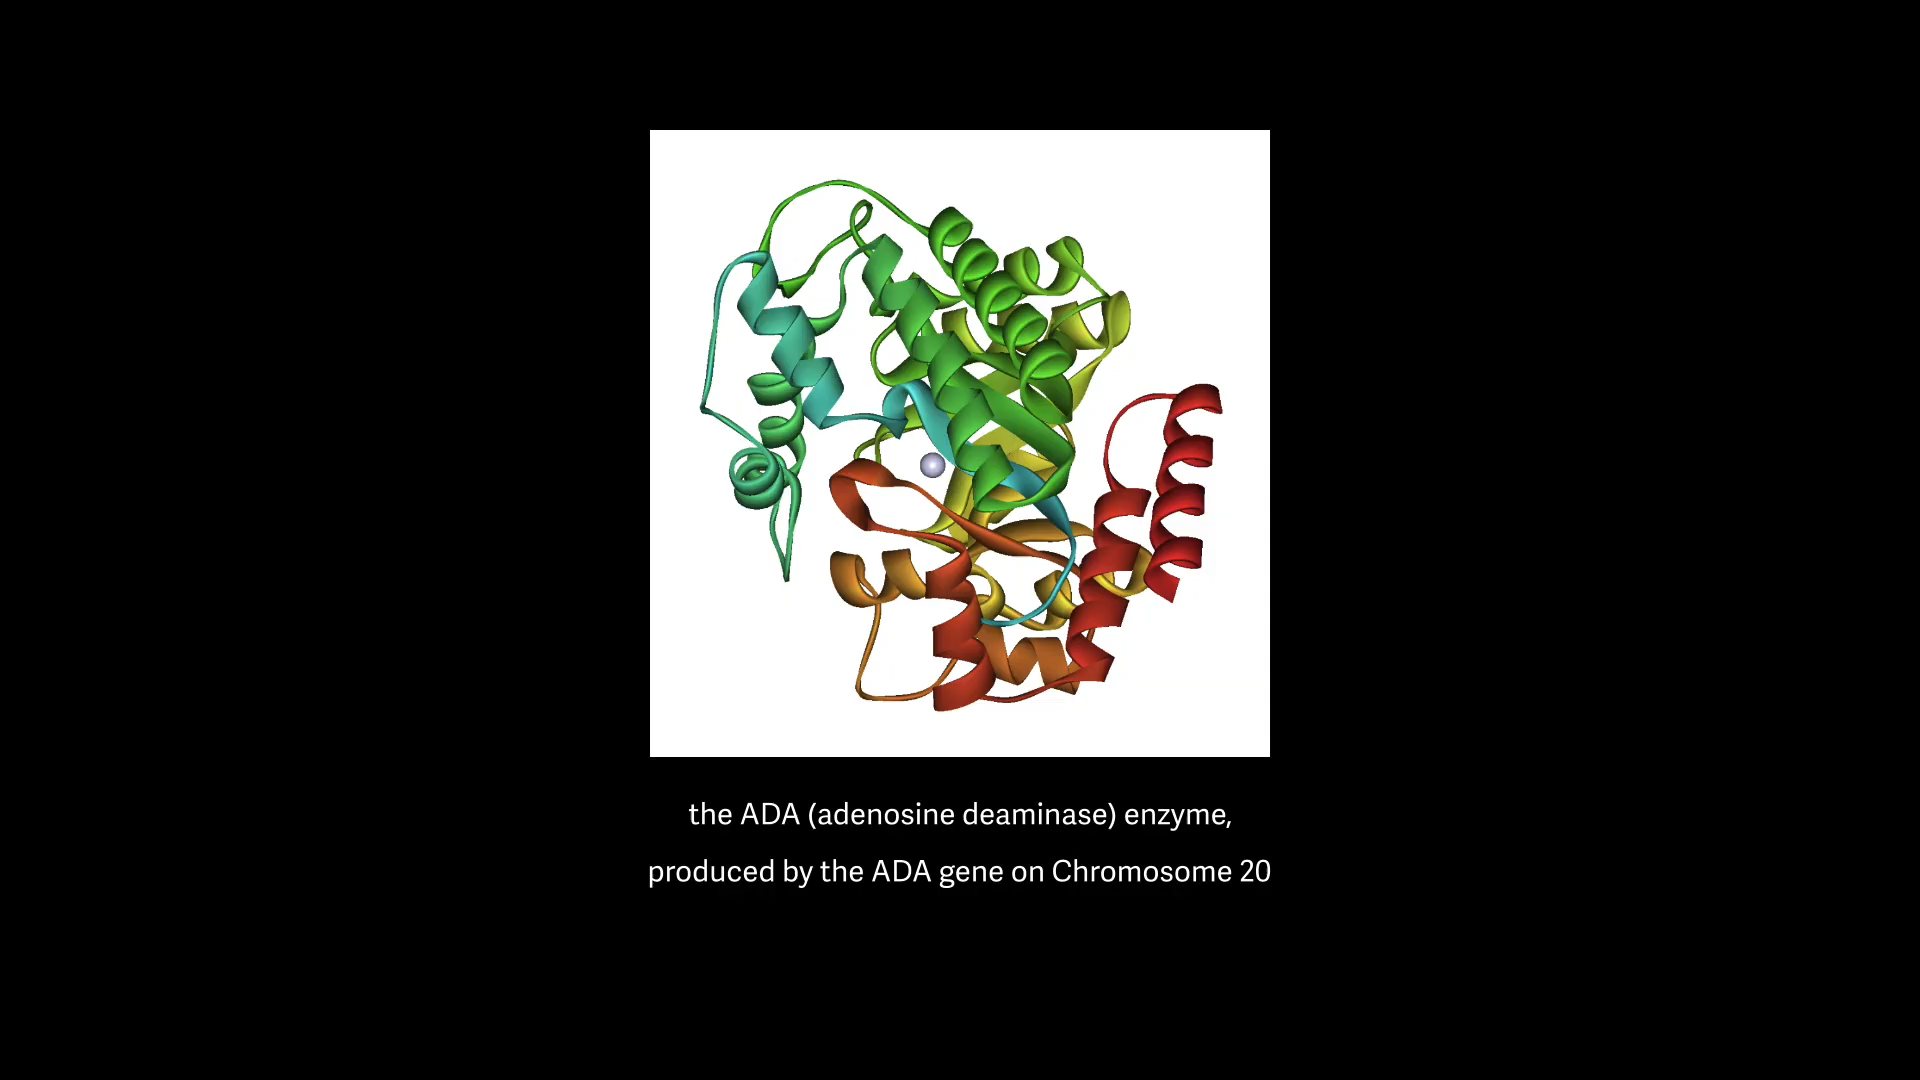 the ADA (adenosine deaminase) enzyme,
produced by the ADA gene on Chromosome 20